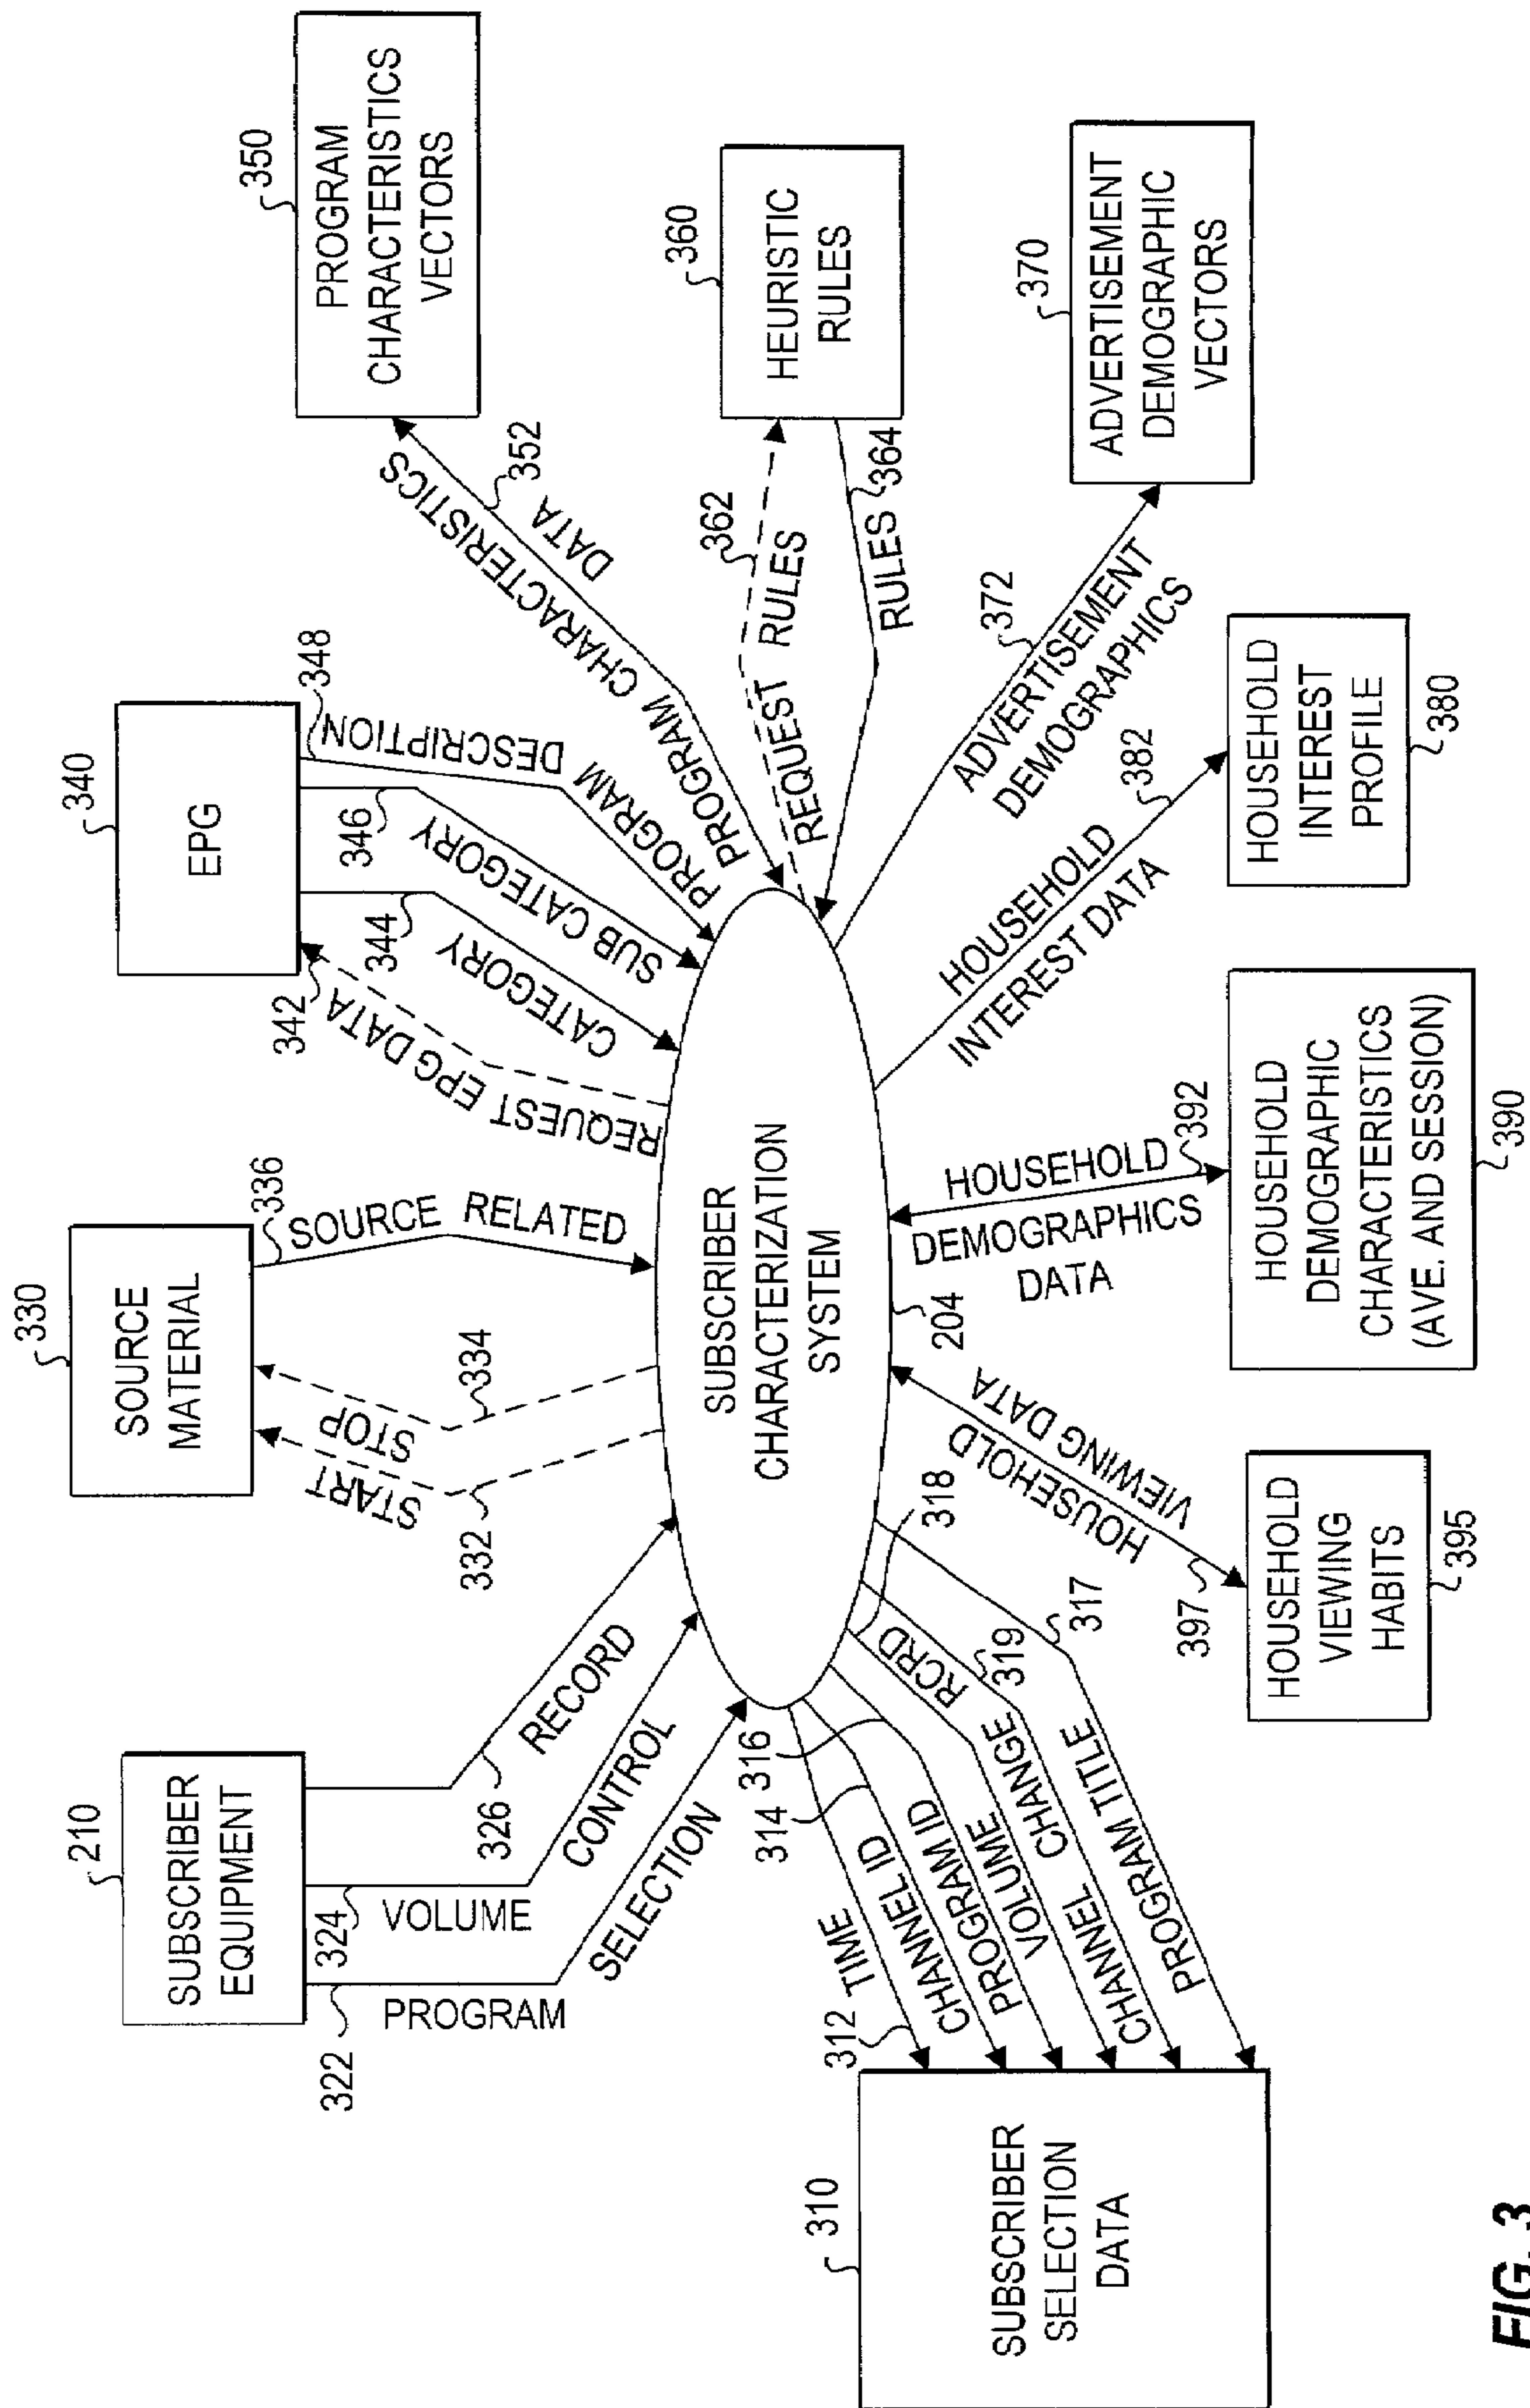 210
SUBSCRIBER
EQUIPMENT
322
PROGRAM
SELECTION
324
VOLUME
CONTROL
326
RECORD
330
SOURCE
MATERIAL
332
START
STOP
334
336
SOURCE RELATED
340
EPG
342
REQUEST EPG DATA
344
CATEGORY
346
SUB CATEGORY
348
PROGRAM DESCRIPTION
350
PROGRAM
CHARACTERISTICS
VECTORS
PROGRAM CHARACTERISTICS
DATA
352
360
HEURISTIC
RULES
362
REQUEST RULES
RULES
364
370
ADVERTISEMENT
DEMOGRAPHIC
VECTORS
372
ADVERTISEMENT
DEMOGRAPHICS
HOUSEHOLD
INTEREST
PROFILE
380
382
HOUSEHOLD
INTEREST DATA
HOUSEHOLD
DEMOGRAPHIC
CHARACTERISTICS
(AVE. AND SESSION)
390
392
HOUSEHOLD
DEMOGRAPHICS
DATA
SUBSCRIBER
CHARACTERIZATION
SYSTEM
204
HOUSEHOLD
VIEWING DATA
397
HOUSEHOLD
VIEWING
HABITS
395
310
SUBSCRIBER
SELECTION
DATA
312
TIME
314
CHANNEL ID
316
PROGRAM ID
318
VOLUME
RCRD
319
CHANNEL CHANGE
317
PROGRAM TITLE
FIG. 3